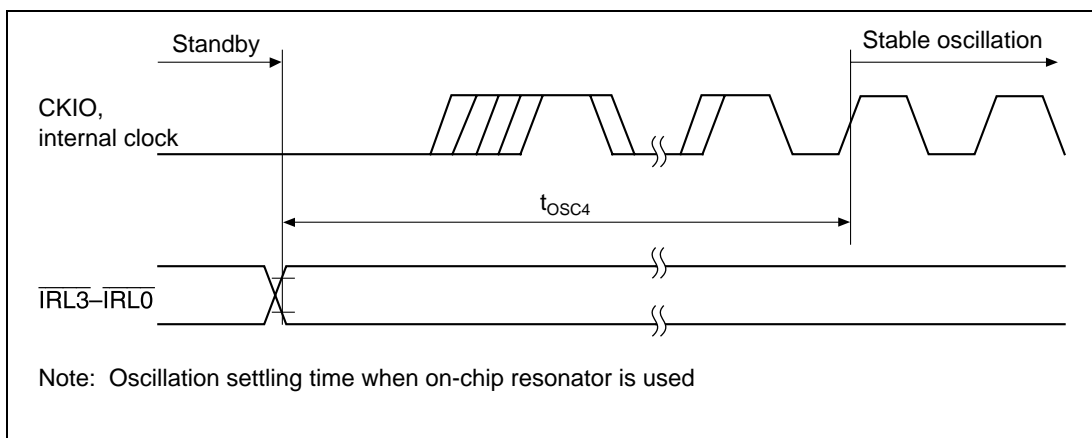 Standby
Stable oscillation
CKIO,
internal clock
tOSC4
IRL3–IRL0
Note: Oscillation settling time when on-chip resonator is used